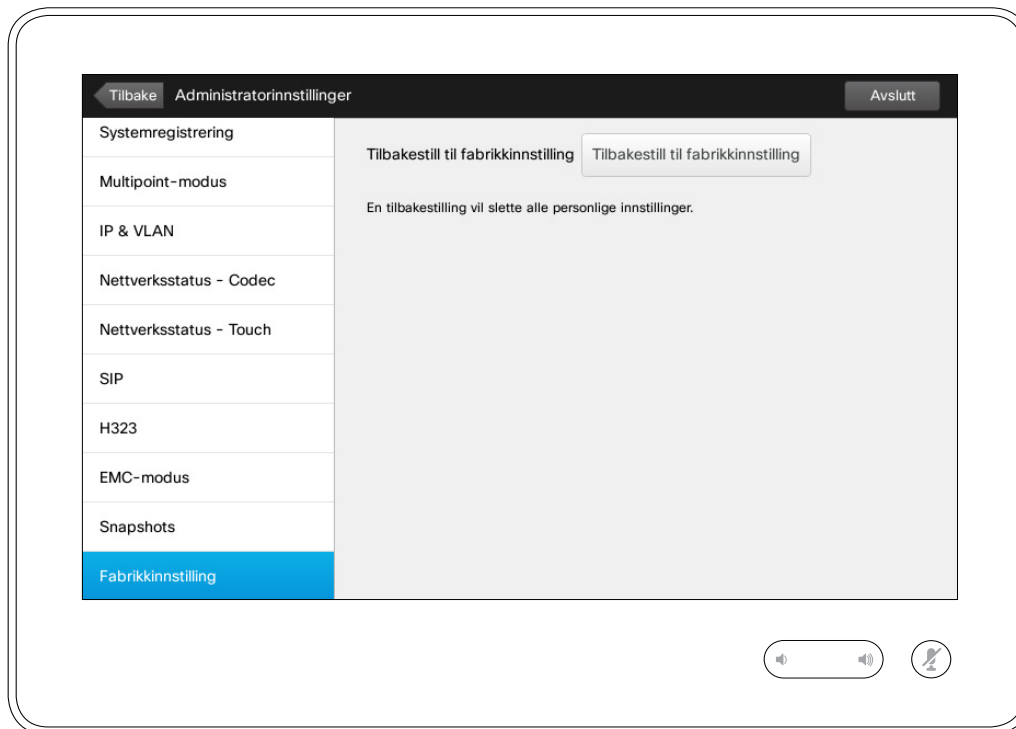 Tilbake Administratorinnstillinger Avslutt
Systemregistrering
Multipoint-modus
IP & VLAN
Nettverksstatus - Codec
Nettverksstatus - Touch
SIP
H323
EMC-modus
Snapshots
Fabrikkinnstilling
Tilbakestill til fabrikkinnstilling Tilbakestill til fabrikkinnstilling
En tilbakestilling vil slette alle personlige innstillinger.